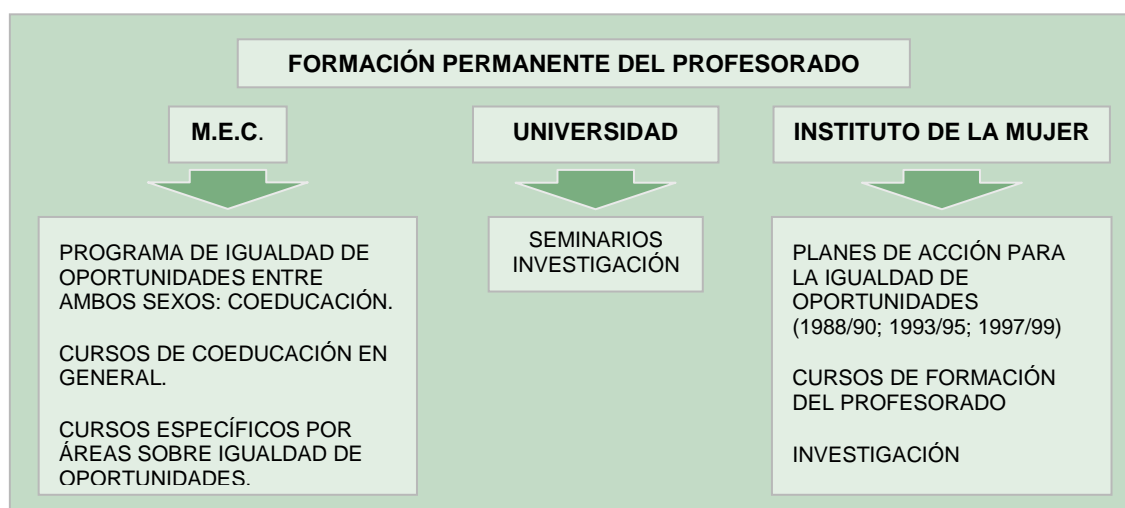 FORMACIÓN PERMANENTE DEL PROFESORADO
M.E.C.
UNIVERSIDAD
INSTITUTO DE LA MUJER
PROGRAMA DE IGUALDAD DE
OPORTUNIDADES ENTRE
AMBOS SEXOS: COEDUCACIÓN.
CURSOS DE COEDUCACIÓN EN
GENERAL.
CURSOS ESPECÍFICOS POR
ÁREAS SOBRE IGUALDAD DE
OPORTUNIDADES.
SEMINARIOS
INVESTIGACIÓN
PLANES DE ACCIÓN PARA
LA IGUALDAD DE
OPORTUNIDADES
(1988/90; 1993/95; 1997/99)
CURSOS DE FORMACIÓN
DEL PROFESORADO
INVESTIGACIÓN